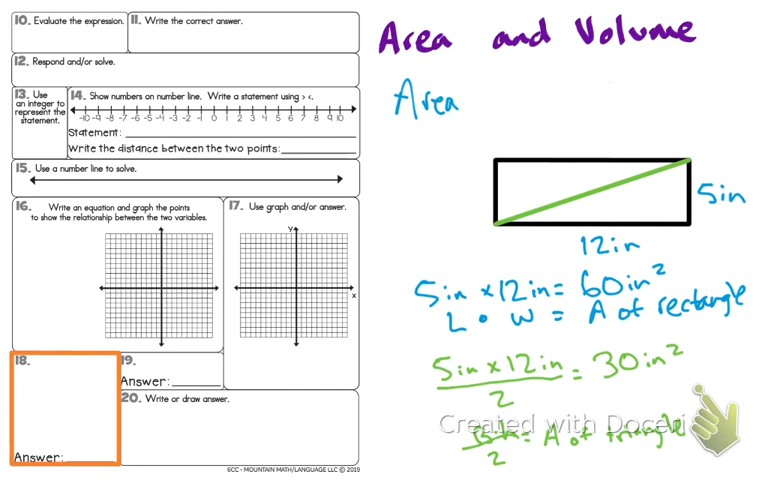 10. Evaluate the expression.
11. Write the correct answer.
12. Respond and/or solve.
13. Use
an integer to
represent the
statement.
14. Show numbers on number line. Write a statement using > <.
-10 -9 -8 -7 -6 -5 -4 -3 -2 -1 0 1 2 3 4 5 6 7 8 9 10
Statement:
Write the distance between the two points:
15. Use a number line to solve.
16. Write an equation and graph the points
to show the relationship between the two variables.
17. Use graph and/or answer.
y
x
18.
Answer:
19.
Answer:
20. Write or draw answer.
6CC • MOUNTAIN MATH/LANGUAGE LLC © 2019
Area and Volume
Area
5in
12in
5in x 12in = 60in²
L • W = A of rectangle
5in x 12in = 30in²
2
Created with Doceri
= A of triangle
2